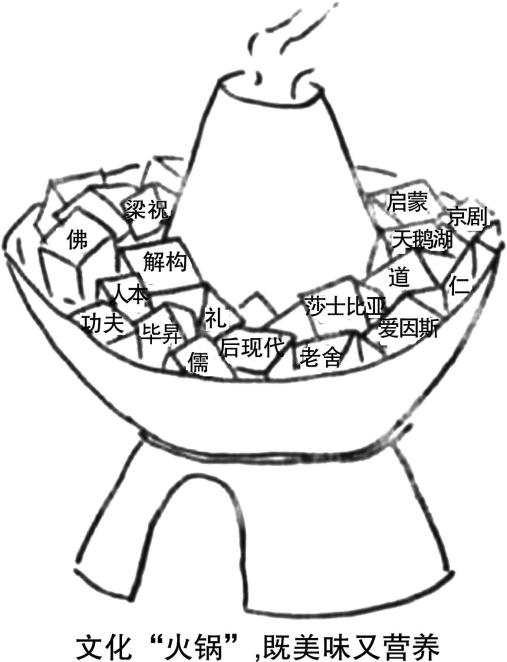 梁祝
启蒙
京剧
佛
天鹅湖
解构
道
仁
人本
莎士比亚
功夫
毕昇
礼
爱因斯
后现代
老舍
儒
文化“火锅”,既美味又营养